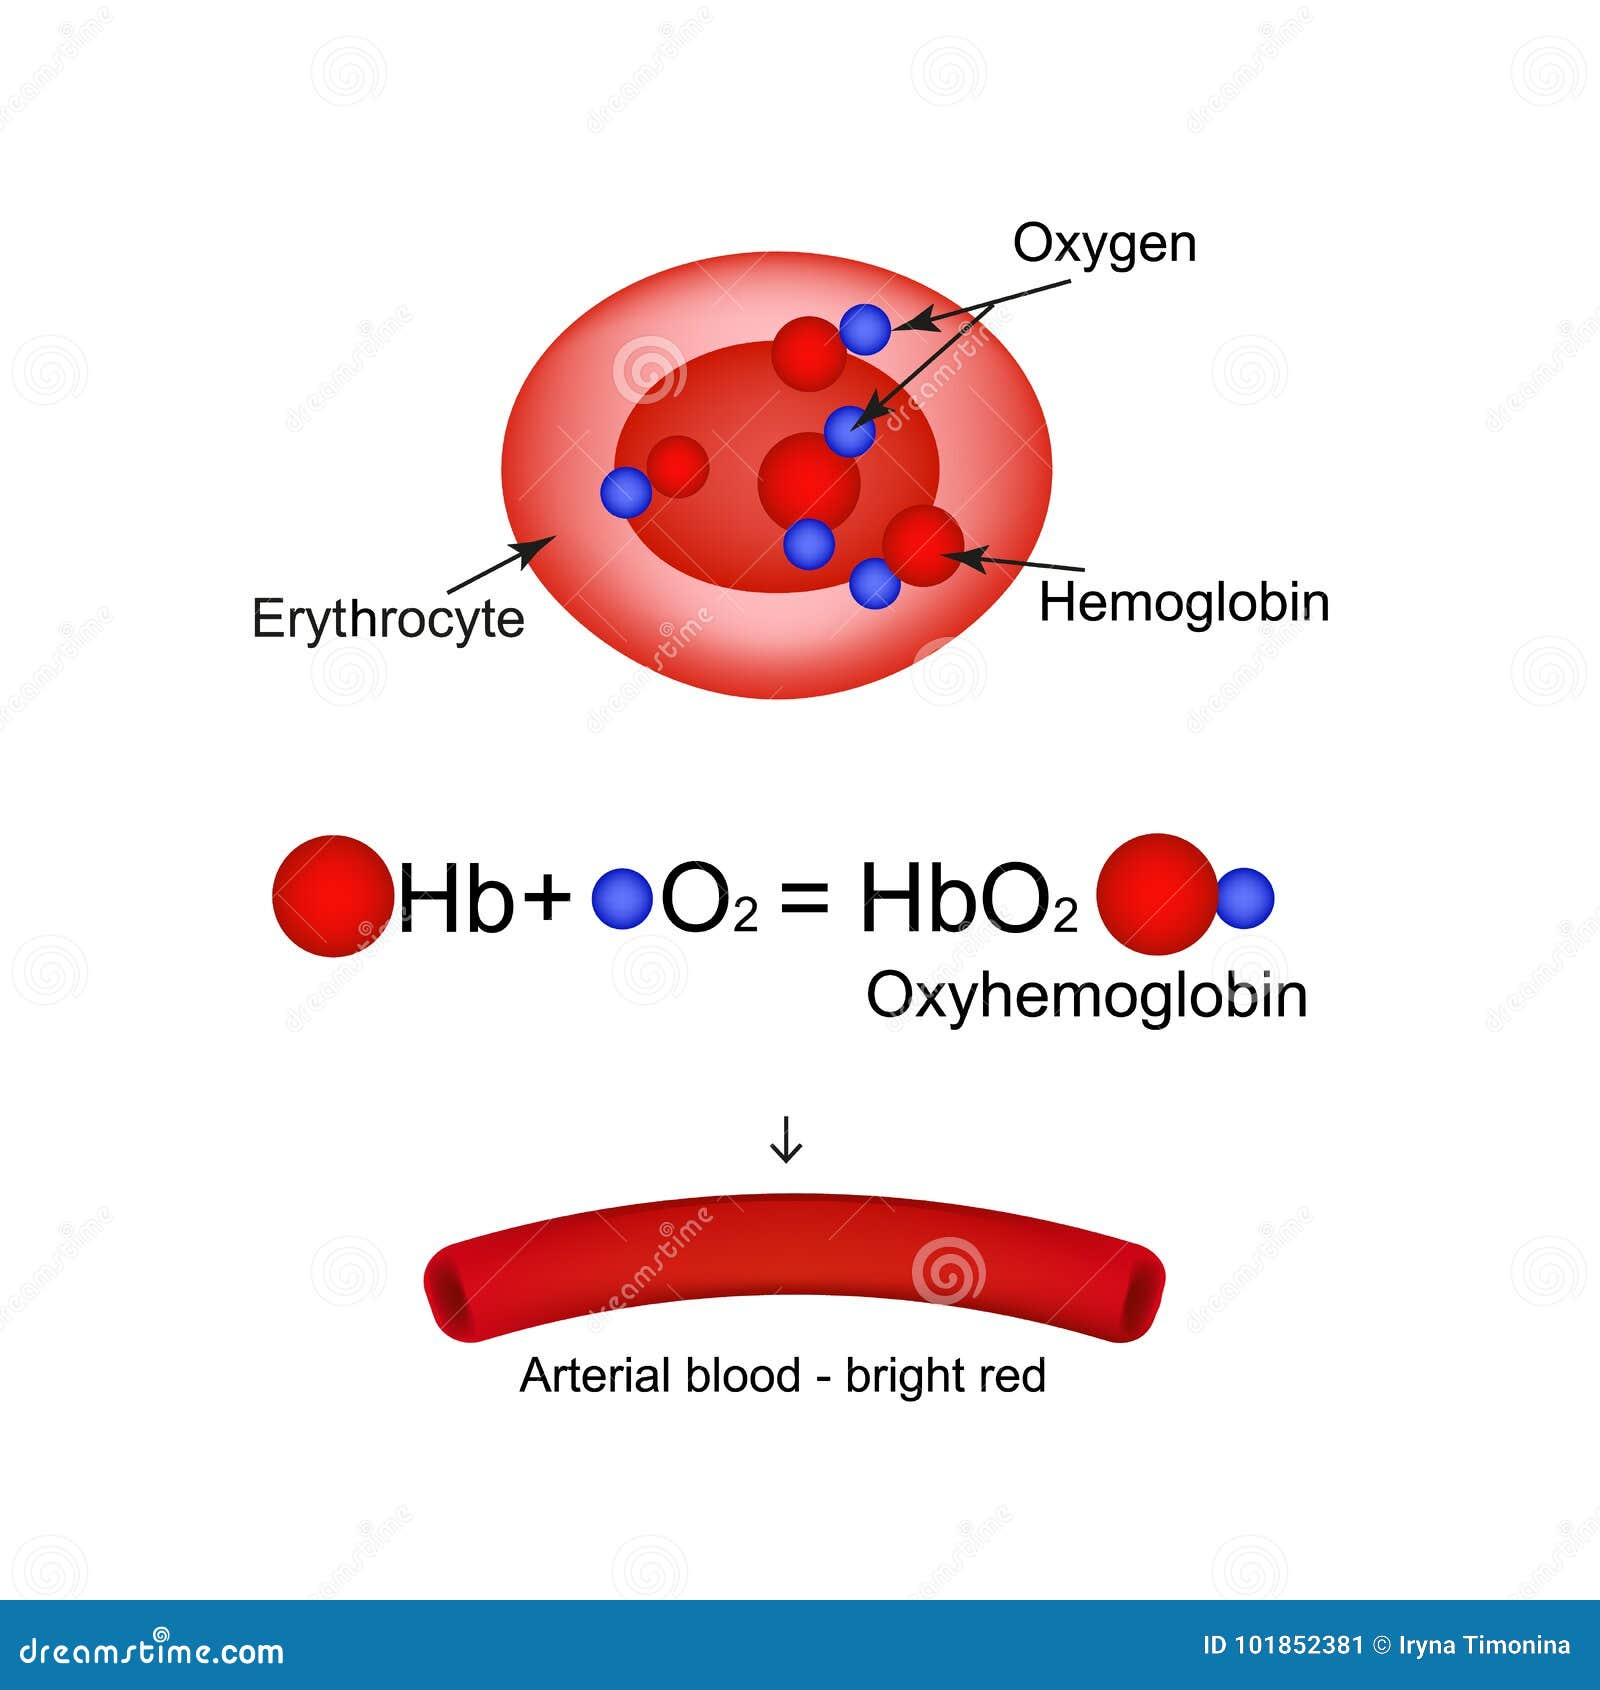 Oxygen
Erythrocyte
Hemoglobin
Hb+ O₂ = HbO₂
Oxyhemoglobin
↓
Arterial blood - bright red
dreamstime.com
ID 101852381 © Iryna Timonina